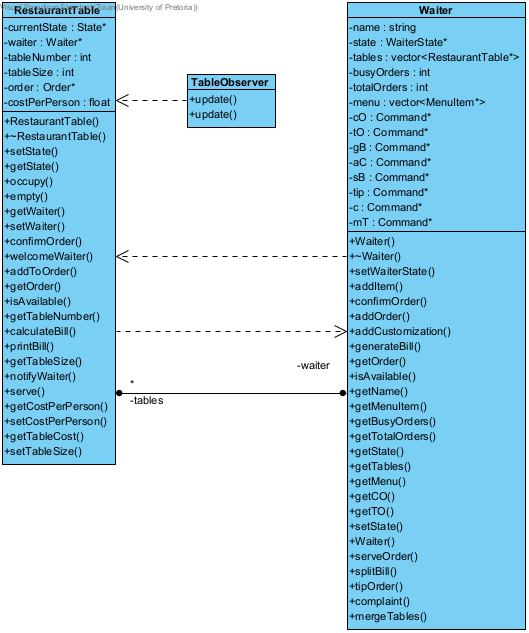 RestaurantTable
-currentState : State*
-waiter : Waiter*
-tableNumber : int
-tableSize : int
-order : Order*
-costPerPerson : float
+RestaurantTable()
+~RestaurantTable()
+setState()
+getState()
+occupy()
+empty()
+getWaiter()
+setWaiter()
+confirmOrder()
+welcomeWaiter()
+addToOrder()
+getOrder()
+isAvailable()
+getTableNumber()
+calculateBill()
+printBill()
+getTableSize()
+notifyWaiter()
+serve()
+getCostPerPerson()
+setCostPerPerson()
+getTableCost()
+setTableSize()
TableObserver
+update()
+update()
-waiter
*
-tables
Waiter
-name : string
-state : WaiterState*
-tables : vector<RestaurantTable*>
-busyOrders : int
-totalOrders : int
-menu : vector<MenuItem*>
-cO : Command*
-tO : Command*
-gB : Command*
-aC : Command*
-sB : Command*
-tip : Command*
-c : Command*
-mT : Command*
+Waiter()
+~Waiter()
+setWaiterState()
+addItem()
+confirmOrder()
+addOrder()
+addCustomization()
+generateBill()
+getOrder()
+isAvailable()
+getName()
+getMenuItem()
+getBusyOrders()
+getTotalOrders()
+getState()
+getTables()
+getMenu()
+getCO()
+getTO()
+setState()
+Waiter()
+serveOrder()
+splitBill()
+tipOrder()
+complaint()
+mergeTables()
(University of Pretoria))